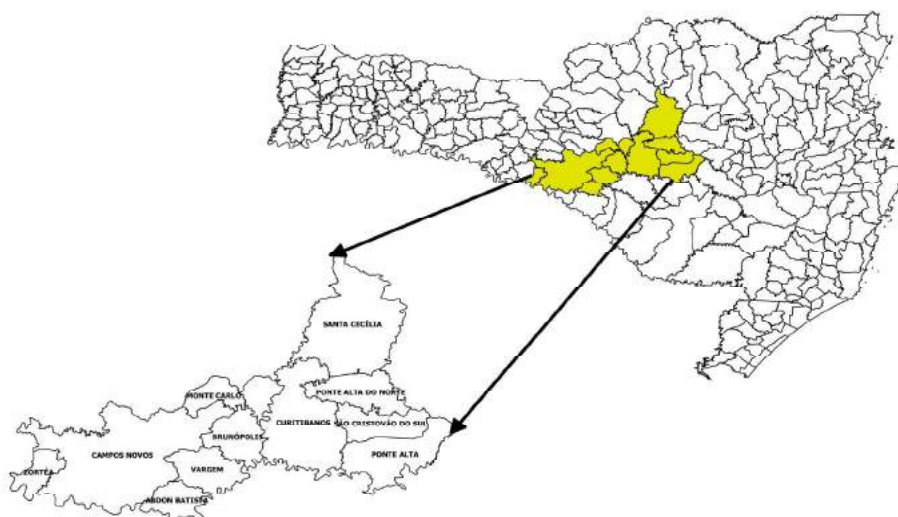 SANTA CECÍLIA
MONTE CARLO
PONTE ALTA DO NORTE
CURITIBANOS
SÃO CRISTOVÃO DO SUL
BRUNÓPOLIS
CAMPOS NOVOS
PONTE ALTA
ZORTÉA
VARGEM
ABDON BATISTA